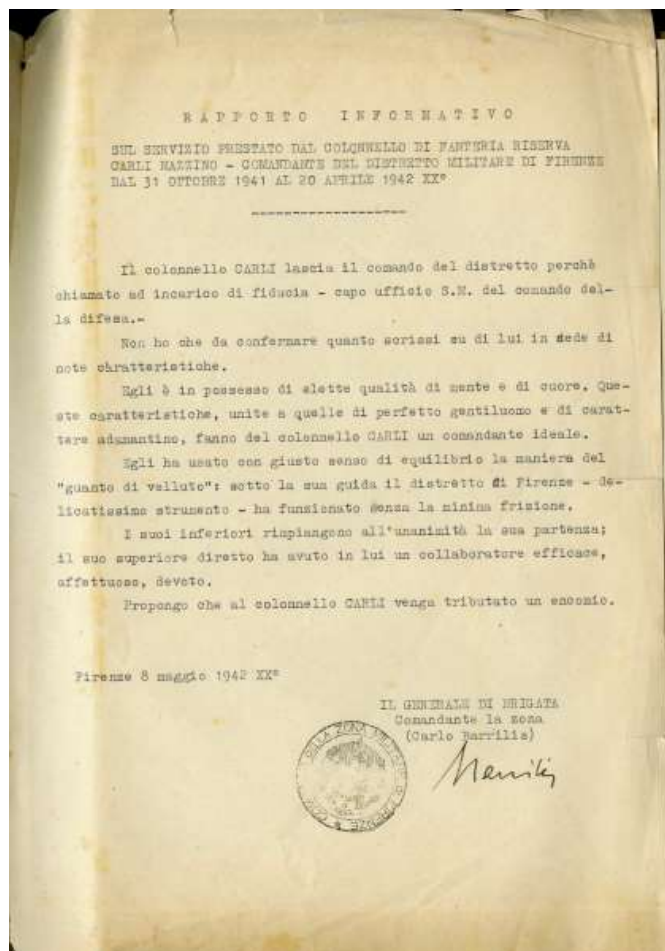 RAPPORTO INFORMATIVO
SUL SERVIZIO PRESTATO DAL COLONNELLO DI FANTERIA RISERVA
CARLI NAZZINO - COMANDANTE DEL DISTRETTO MILITARE DI FIRENZE
DAL 31 OTTOBRE 1941 AL 20 APRILE 1942 XX°
-------------------
Il colonnello CARLI lascia il comando del distretto perchè
chiamato ad incarico di fiducia - capo ufficio S.M. del comando del-
la difesa.-
Non ho che da confermare quanto scrissi su di lui in sede di
note caratteristiche.
Egli è in possesso di elette qualità di mente e di cuore. Que-
ste caratteristiche, unite a quelle di perfetto gentiluomo e di carat-
tere adamantino, fanno del colonnello CARLI un comandante ideale.
Egli ha usato con giusto senso di equilibrio la maniera del
"guanto di velluto": sotto la sua guida il distretto di Firenze - de-
licatissimo strumento - ha funzionato senza la minima frizione.
I suoi inferiori rimpiangono all'unanimità la sua partenza;
il suo superiore diretto ha avuto in lui un collaboratore efficace,
affettuoso, devoto.
Propongo che al colonnello CARLI venga tributato un encomio.
Firenze 8 maggio 1942 XX°
IL GENERALE DI BRIGATA
Comandante la zona
(Carlo Barrilis)